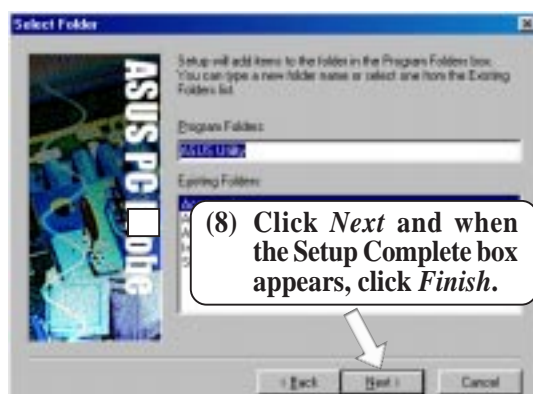 Select Folder
ASUS PC Probe
Setup will add items to the folder in the Program Folders box.
You can type a new folder name or select one from the Existing
Folders list.
Program Folders:
ASUS Utility
Existing Folders:
(8) Click Next and when
the Setup Complete box
appears, click Finish.
< Back
Next >
Cancel